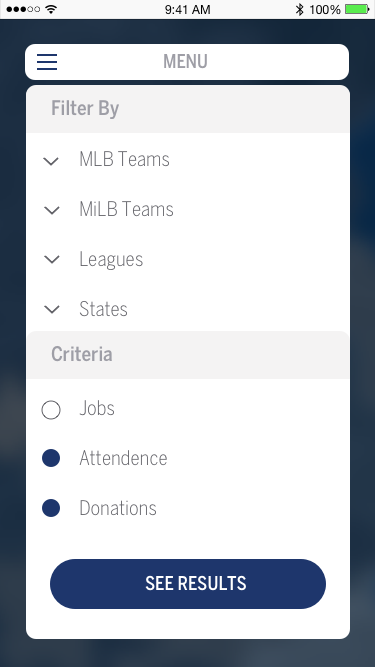 9:41 AM 100%
MENU
Filter By
MLB Teams
MiLB Teams
Leagues
States
Criteria
Jobs
Attendence
Donations
SEE RESULTS